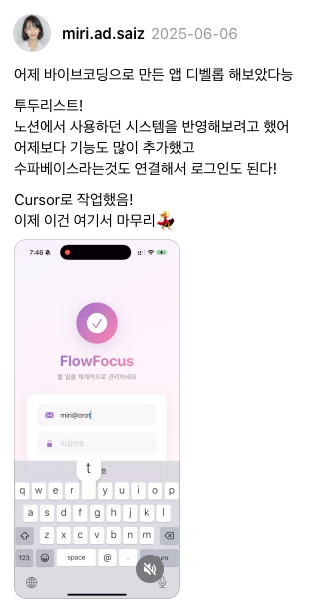 miri.ad.saiz 2025-06-06
어제 바이브코딩으로 만든 앱 디벨롭 해보았다능
투두리스트!
노션에서 사용하던 시스템을 반영해보려고 했어
어제보다 기능도 많이 추가했고
수파베이스라는것도 연결해서 로그인도 된다!
Cursor로 작업했음!
이제 이건 여기서 마무리💃
7:46
FlowFocus
할 일을 체계적으로 관리하세요
miri@orot
비밀번호
t
호
q w e r y u i o p
a s d f g h j k l
z x c v b n m
123 space @ . return